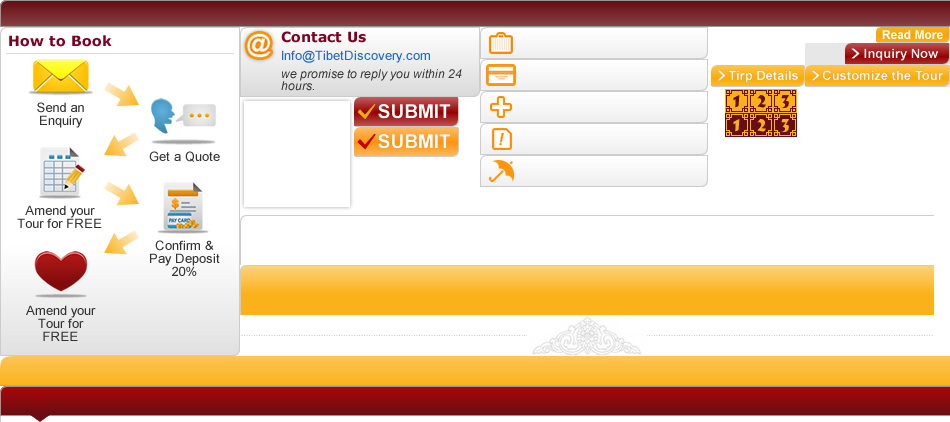 How to Book
Send an
Enquiry
Get a Quote
Amend your
Tour for FREE
PAY CARD
Confirm &
Pay Deposit
20%
Amend your
Tour for
FREE
@
Contact Us
Info@TibetDiscovery.com
we promise to reply you within 24
hours.
SUBMIT
SUBMIT
Read More
Inquiry Now
Tirp Details
Customize the Tour
1 2 3
1 2 3